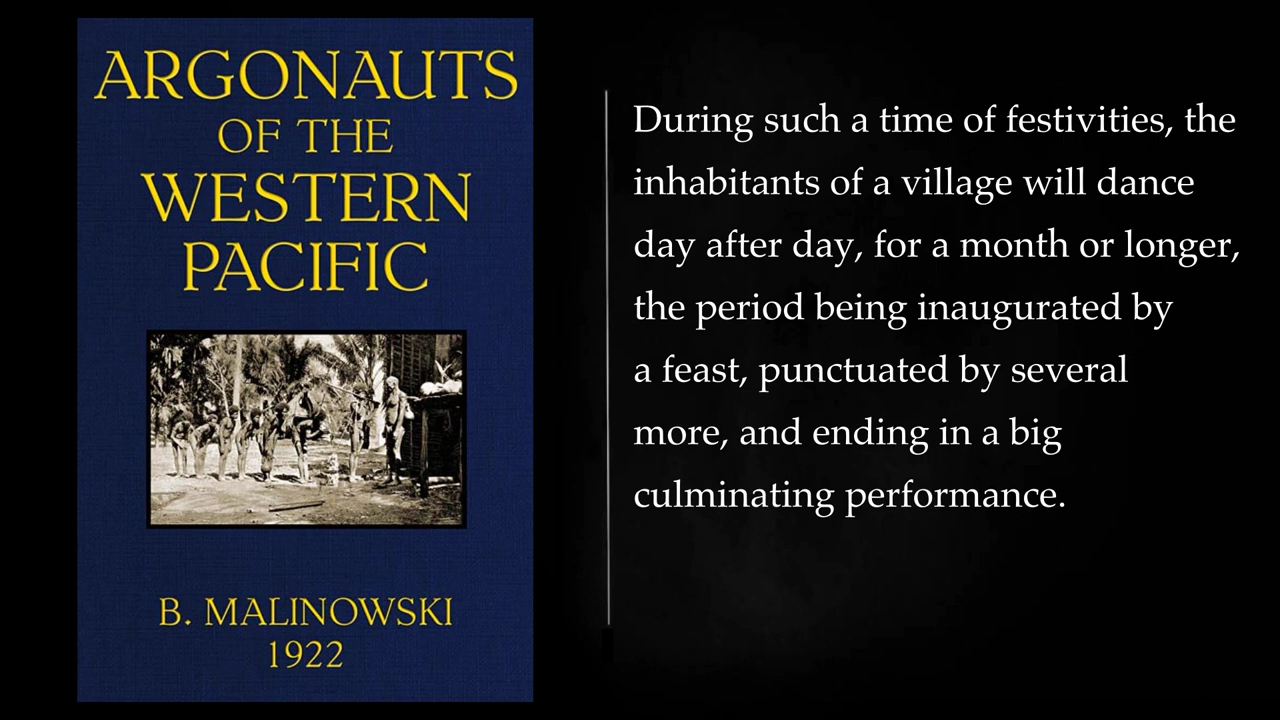 ARGONAUTS
OF THE
WESTERN
PACIFIC
B. MALINOWSKI
1922
During such a time of festivities, the
inhabitants of a village will dance
day after day, for a month or longer,
the period being inaugurated by
a feast, punctuated by several
more, and ending in a big
culminating performance.